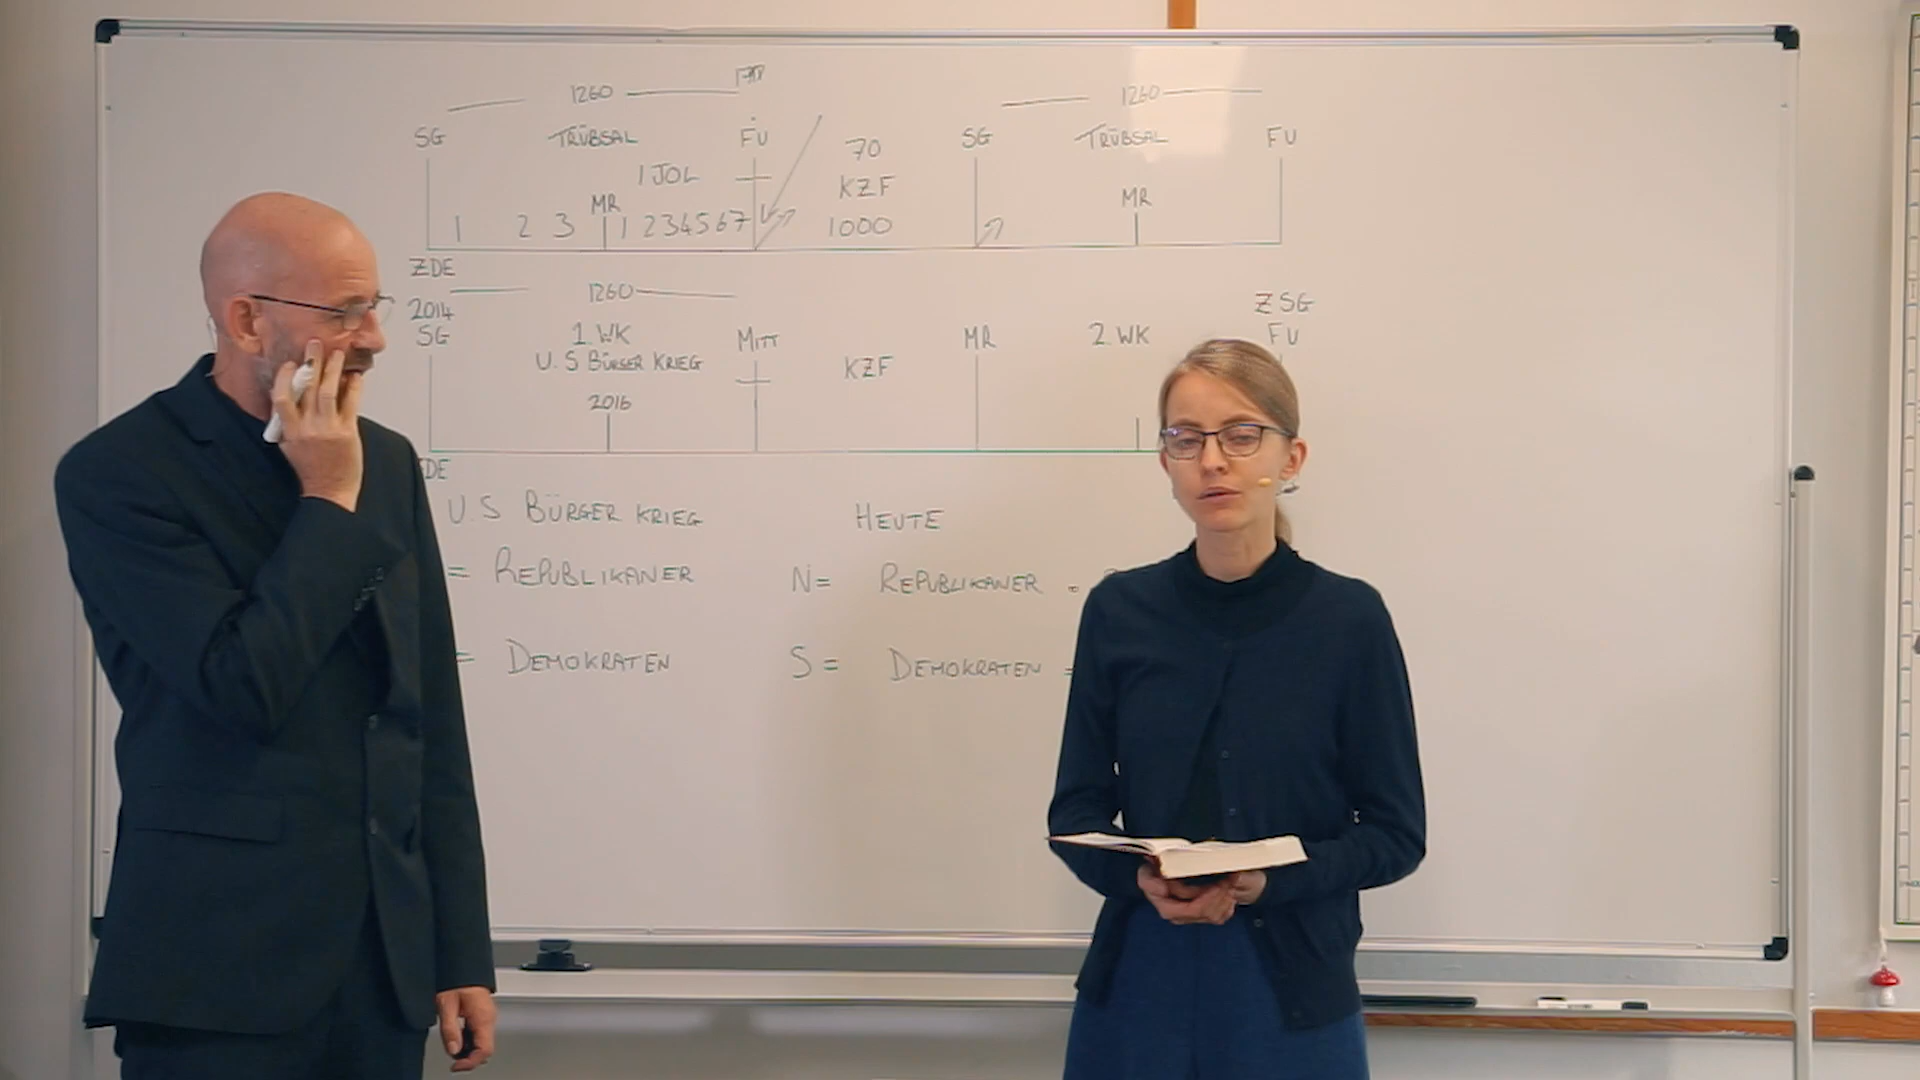 1260 1260
SG TRÜBSAL FU 70 SG TRÜBSAL FU
1 JOL KZF
MR MR
1 2 3 1 2 3 4 5 6 7 1000
ZDE
1260
2014 Z SG
SG 1. WK MITT MR 2. WK FU
U. S BÜRGER KRIEG KZF
2016
DE
U. S BÜRGER KRIEG HEUTE
= REPUBLIKANER N = REPUBLIKANER =
= DEMOKRATEN S = DEMOKRATEN =